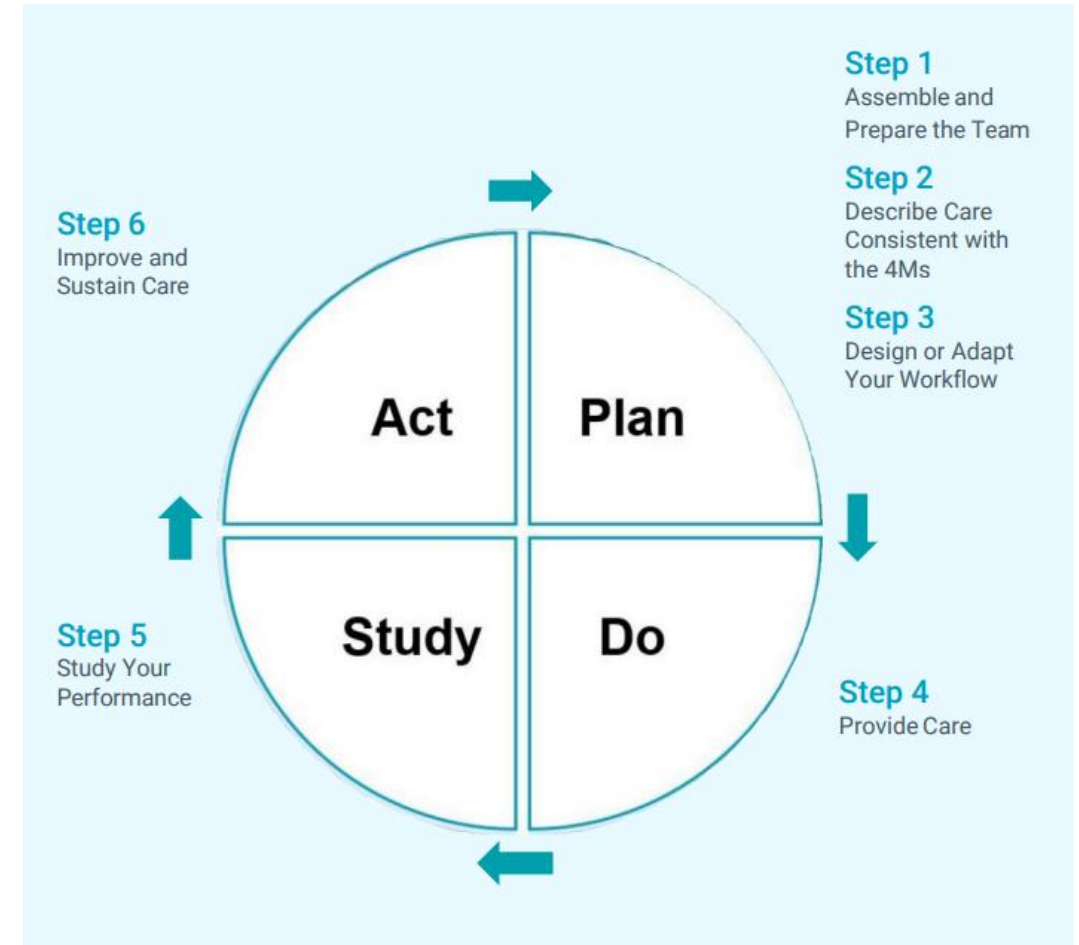 Step 1
Assemble and
Prepare the Team
Step 2
Describe Care
Consistent with
the 4Ms
Step 3
Design or Adapt
Your Workflow
Step 6
Improve and
Sustain Care
Act
Plan
Study
Do
Step 5
Study Your
Performance
Step 4
Provide Care